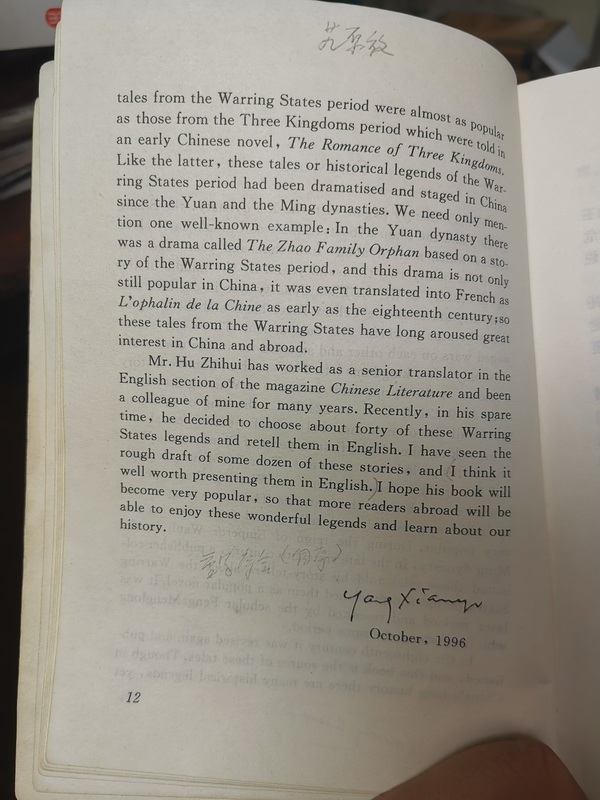 tales from the Warring States period were almost as popular
as those from the Three Kingdoms period which were told in
an early Chinese novel, The Romance of Three Kingdoms.
Like the latter, these tales or historical legends of the War-
ring States period had been dramatised and staged in China
since the Yuan and the Ming dynasties. We need only men-
tion one well-known example: In the Yuan dynasty there
was a drama called The Zhao Family Orphan based on a sto-
ry of the Warring States period, and this drama is not only
still popular in China, it was even translated into French as
L'ophalin de la Chine as early as the eighteenth century; so
these tales from the Warring States have long aroused great
interest in China and abroad.
Mr. Hu Zhihui has worked as a senior translator in the
English section of the magazine Chinese Literature and been
a colleague of mine for many years. Recently, in his spare
time, he decided to choose about forty of these Warring
States legends and retell them in English. I have seen the
rough draft of some dozen of these stories, and I think it
well worth presenting them in English. I hope his book will
become very popular, so that more readers abroad will be
able to enjoy these wonderful legends and learn about our
history.
Yang Xianyi
October, 1996
12